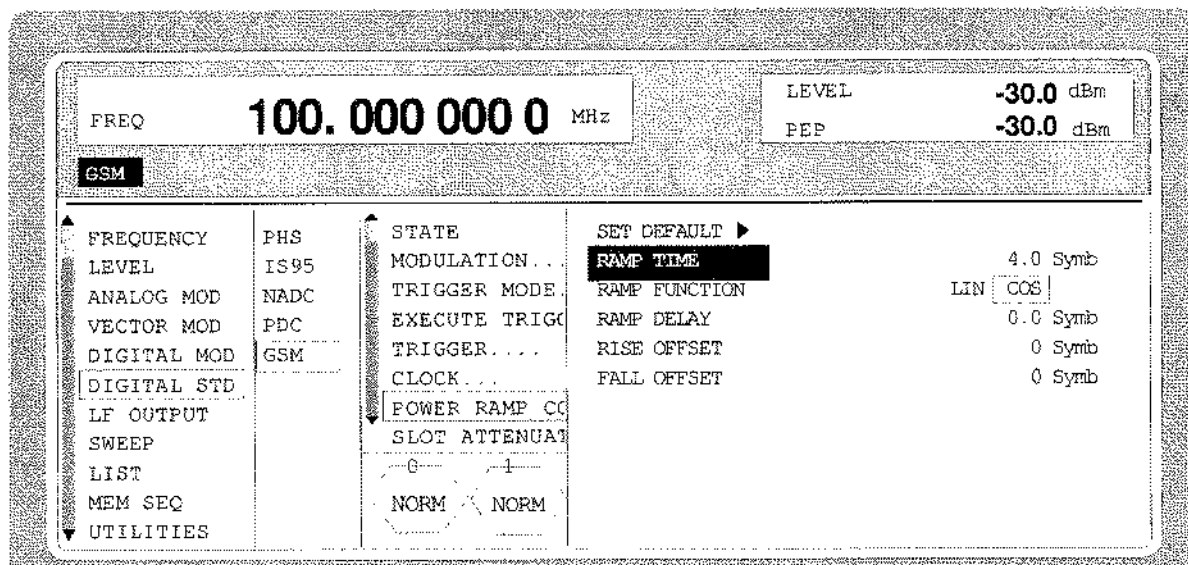 FREQ 100. 000 000 0 MHz
LEVEL -30.0 dBm
PEP -30.0 dBm
GSM
FREQUENCY
LEVEL
ANALOG MOD
VECTOR MOD
DIGITAL MOD
DIGITAL STD
LF OUTPUT
SWEEP
LIST
MEM SEQ
UTILITIES
PHS
IS95
NADC
PDC
GSM
STATE
MODULATION...
TRIGGER MODE.
EXECUTE TRIGG
TRIGGER....
CLOCK...
POWER RAMP CO
SLOT ATTENUAT
0 1
NORM NORM
SET DEFAULT ▶
RAMP TIME 4.0 Symb
RAMP FUNCTION LIN COS
RAMP DELAY 0.0 Symb
RISE OFFSET 0 Symb
FALL OFFSET 0 Symb